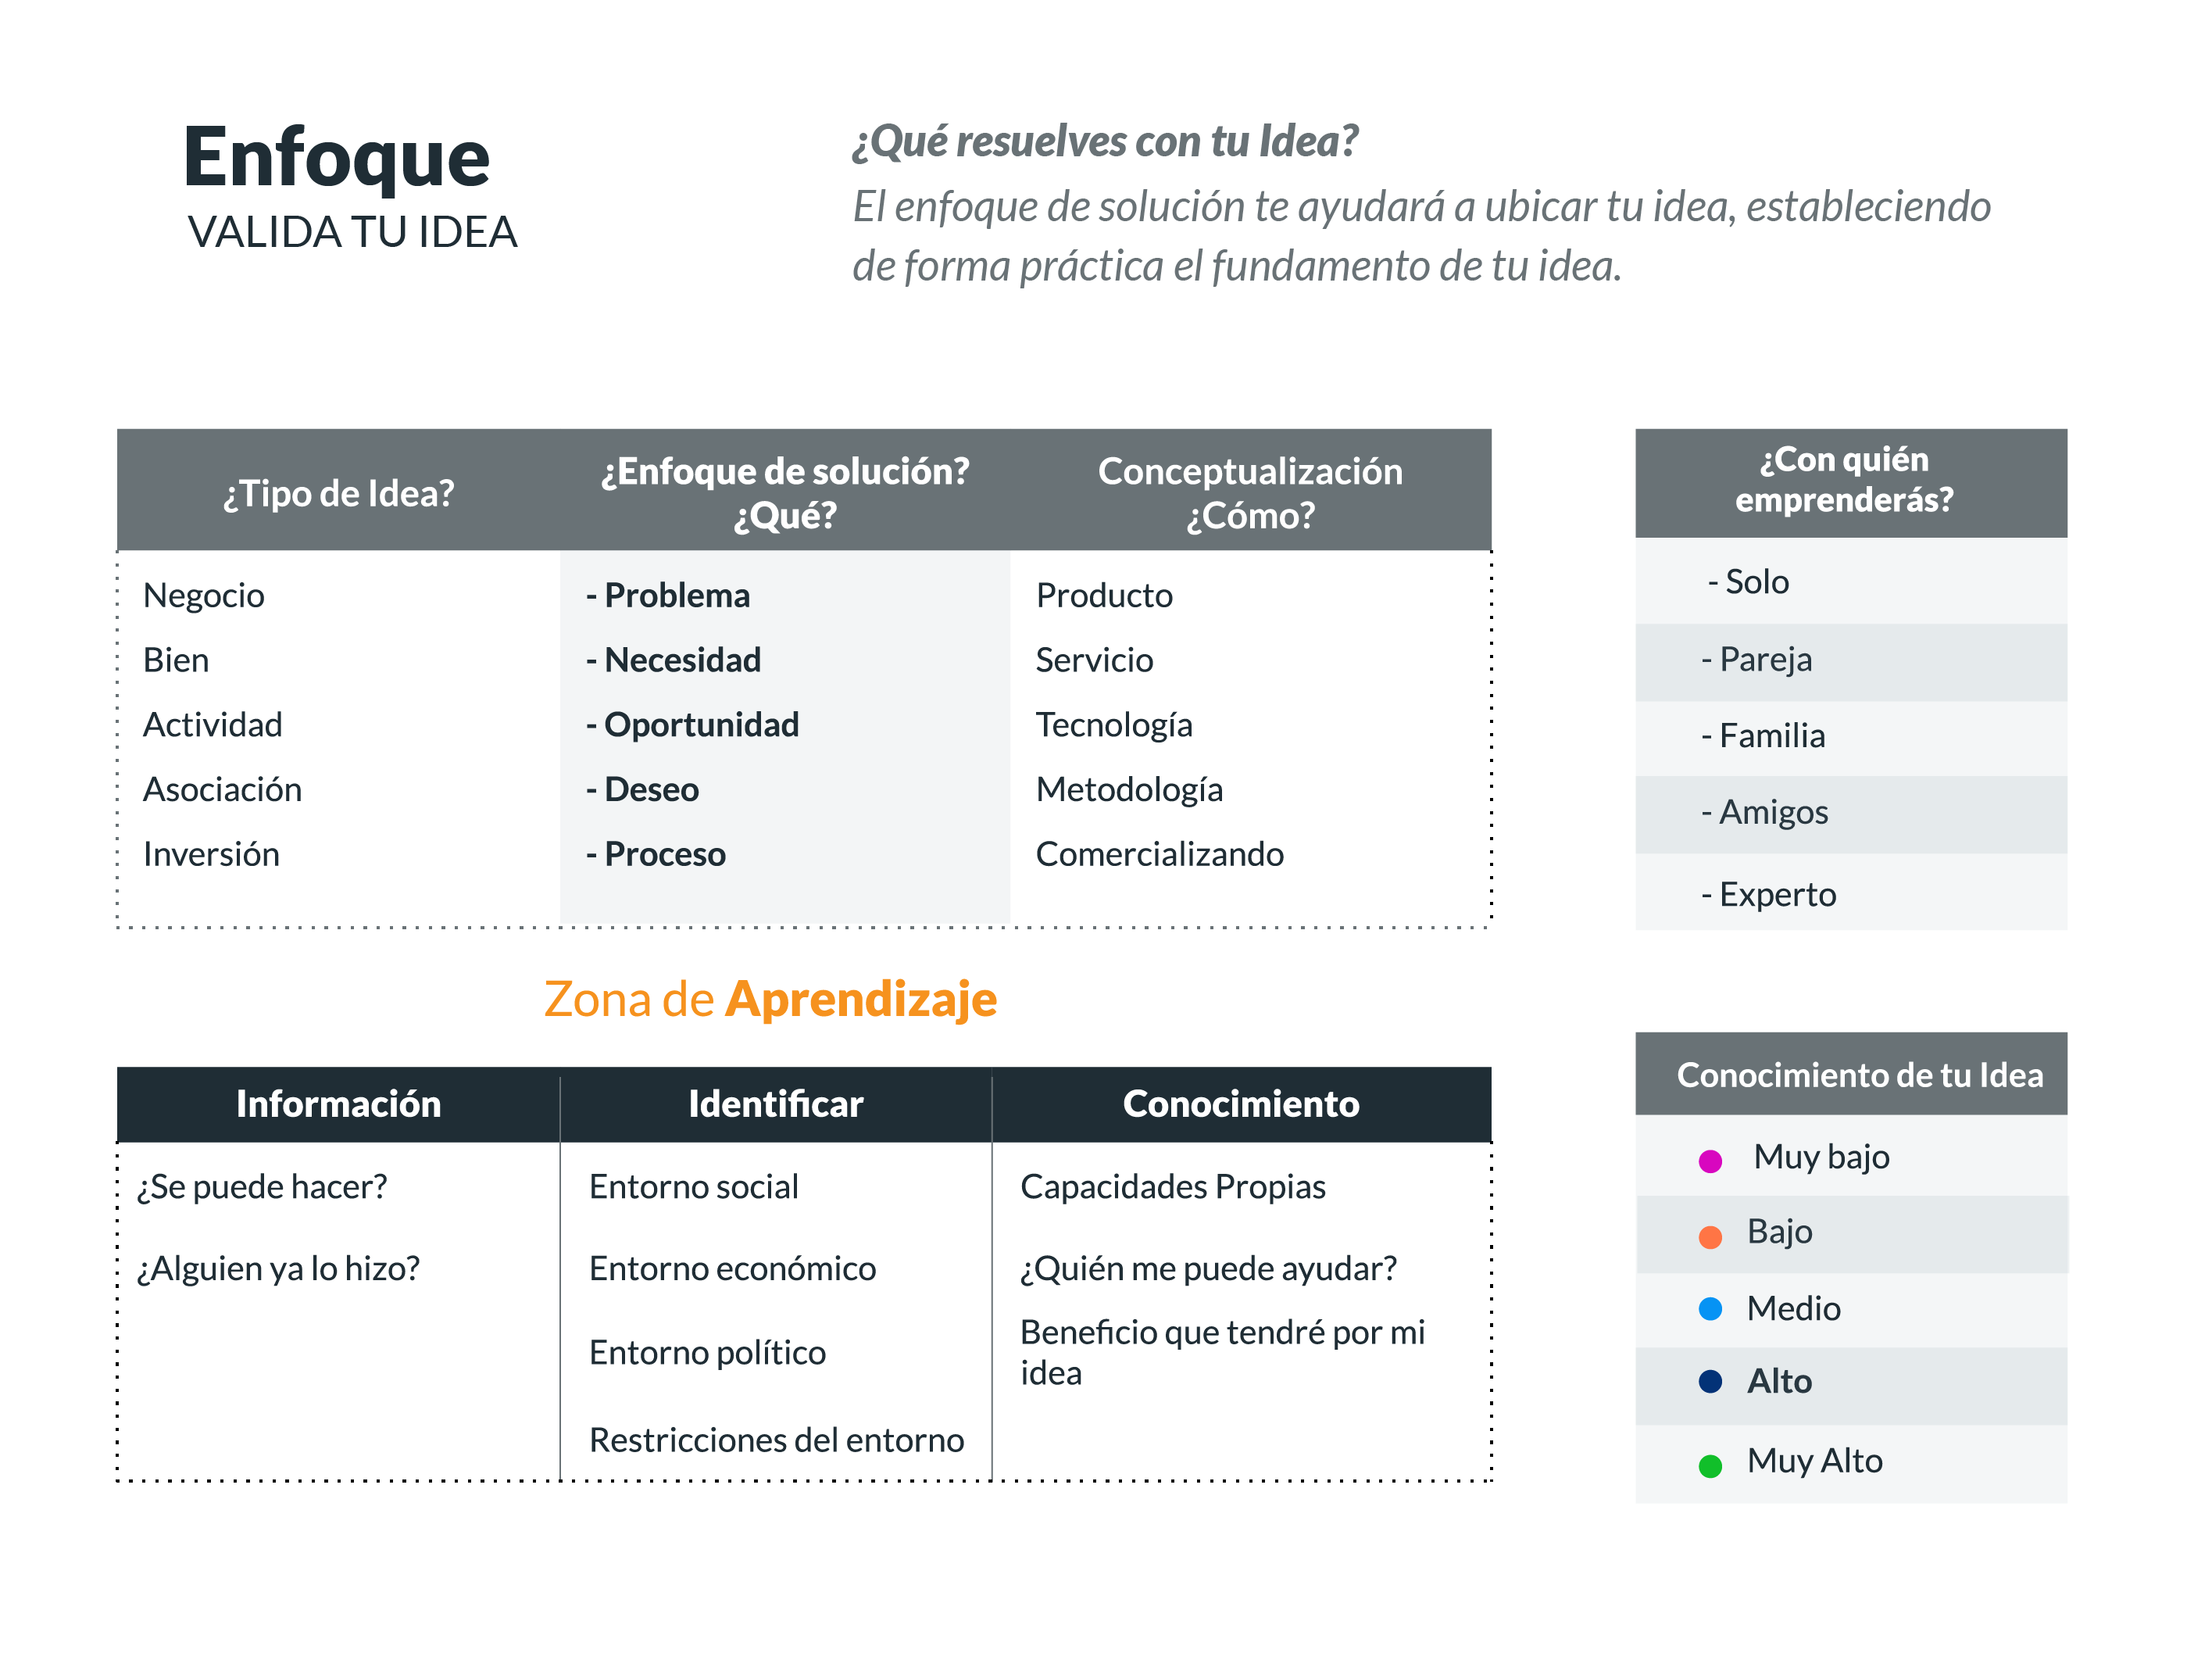 Enfoque
VALIDA TU IDEA
¿Qué resuelves con tu Idea?
El enfoque de solución te ayudará a ubicar tu idea, estableciendo
de forma práctica el fundamento de tu idea.
¿Tipo de Idea?
Negocio
Bien
Actividad
Asociación
Inversión
¿Enfoque de solución?
¿Qué?
- Problema
- Necesidad
- Oportunidad
- Deseo
- Proceso
Conceptualización
¿Cómo?
Producto
Servicio
Tecnología
Metodología
Comercializando
¿Con quién
emprenderás?
- Solo
- Pareja
- Familia
- Amigos
- Experto
Zona de Aprendizaje
Información
¿Se puede hacer?
¿Alguien ya lo hizo?
Identificar
Entorno social
Entorno económico
Entorno político
Restricciones del entorno
Conocimiento
Capacidades Propias
¿Quién me puede ayudar?
Beneficio que tendré por mi
idea
Conocimiento de tu Idea
Muy bajo
Bajo
Medio
Alto
Muy Alto